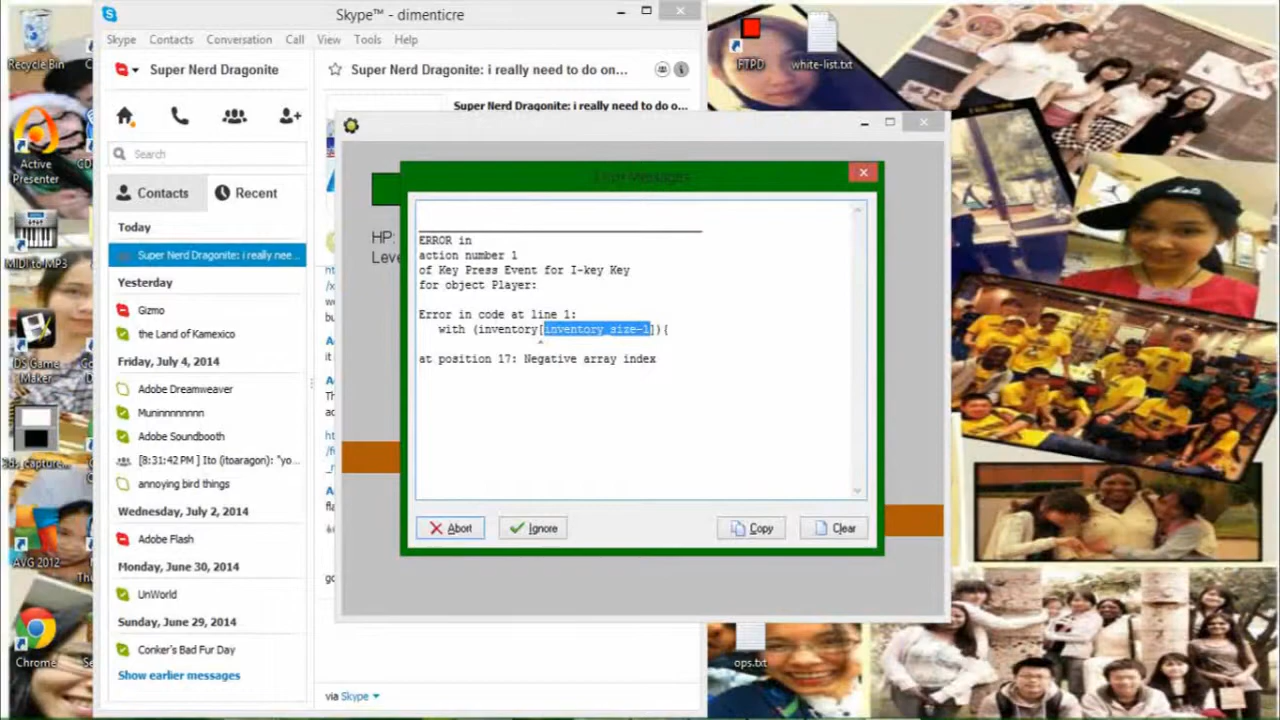 Skype™ - dimenticre
Skype Contacts Conversation Call View Tools Help
Super Nerd Dragonite
Super Nerd Dragonite: i really need to do on...
Super Nerd Dragonite: i really need to do o...
Search
Contacts
Recent
Today
Super Nerd Dragonite: i really nee...
Yesterday
Gizmo
the Land of Kamexico
Friday, July 4, 2014
Adobe Dreamweaver
Muninnnnnnn
Adobe Soundbooth
[8:31:42 PM ] Ito (itoaragon): "yo...
annoying bird things
Wednesday, July 2, 2014
Adobe Flash
Monday, June 30, 2014
UnWorld
Sunday, June 29, 2014
Conker's Bad Fur Day
Show earlier messages
via Skype
Recycle Bin
Active
Presenter
MIDI to MP3
DS Game
Maker
3ds_capture...
AVG 2012
Chrome
FTPD
white-list.txt
ops.txt
HP:
Leve
ERROR in
action number 1
of Key Press Event for I-key Key
for object Player:
Error in code at line 1:
with (inventory[inventory_size-1]){
^
at position 17: Negative array index
Abort
Ignore
Copy
Clear